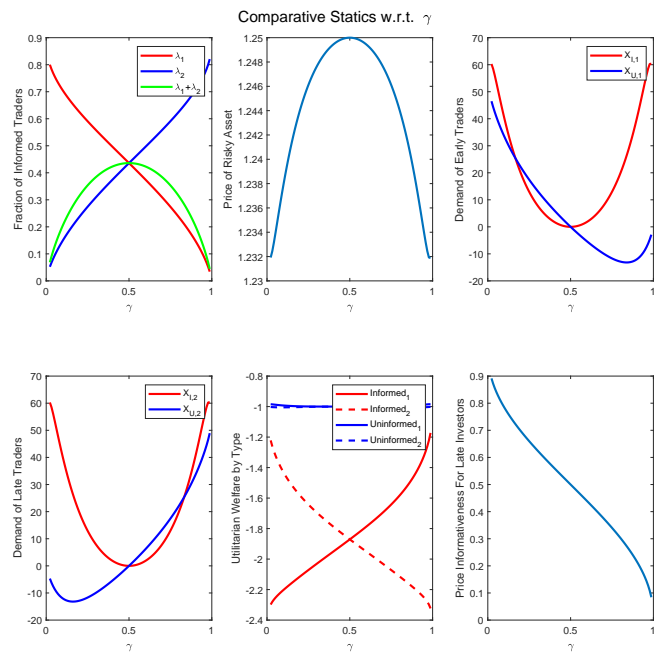 Comparative Statics w.r.t. γ
Fraction of Informed Traders
0.9
0.8
0.7
0.6
0.5
0.4
0.3
0.2
0.1
0
λ1
λ2
λ1+λ2
0 0.5 1
γ
Price of Risky Asset
1.25
1.248
1.246
1.244
1.242
1.24
1.238
1.236
1.234
1.232
1.23
0 0.5 1
γ
Demand of Early Traders
70
60
50
40
30
20
10
0
-10
-20
XI,1
XU,1
0 0.5 1
γ
Demand of Late Traders
70
60
50
40
30
20
10
0
-10
-20
XI,2
XU,2
0 0.5 1
γ
Utilitarian Welfare by Type
-0.8
-1
-1.2
-1.4
-1.6
-1.8
-2
-2.2
-2.4
Informed1
Informed2
Uninformed1
Uninformed2
0 0.5 1
γ
Price Informativeness For Late Investors
0.9
0.8
0.7
0.6
0.5
0.4
0.3
0.2
0.1
0
0 0.5 1
γ